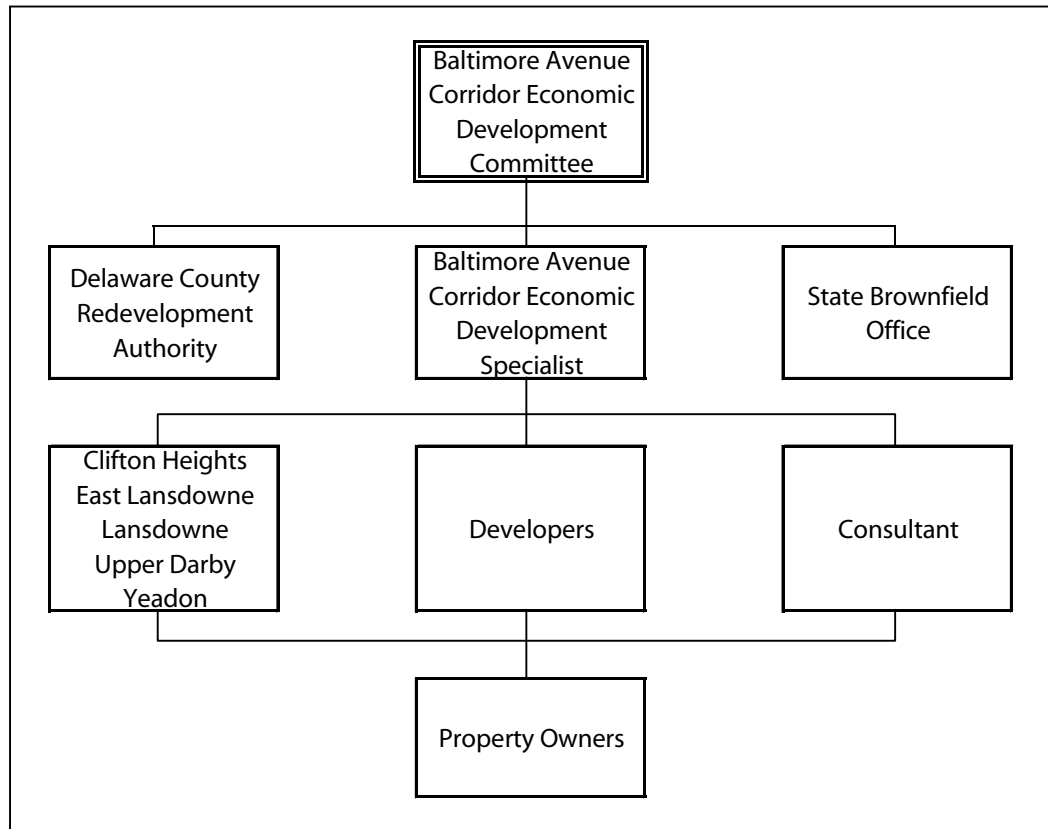 Baltimore Avenue
Corridor Economic
Development
Committee
Delaware County
Redevelopment
Authority
Baltimore Avenue
Corridor Economic
Development
Specialist
State Brownfield
Office
Clifton Heights
East Lansdowne
Lansdowne
Upper Darby
Yeadon
Developers
Consultant
Property Owners